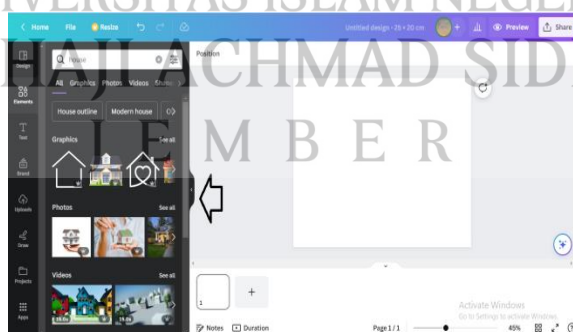 UNIVERSITAS ISLAM NEGERI
HAJI ACHMAD SID
JEMBER
Home File Resize Untitled design - 25 × 20 cm + Preview Share
Design
Elements
Text
Brand
Uploads
Draw
Projects
Apps
house
All Graphics Photos Videos
House outline Modern house
Graphics See all
Photos See all
Videos See all
Position
1
+
Notes Duration Page 1 / 1 45%
Activate Windows
Go to Settings to activate Windows.